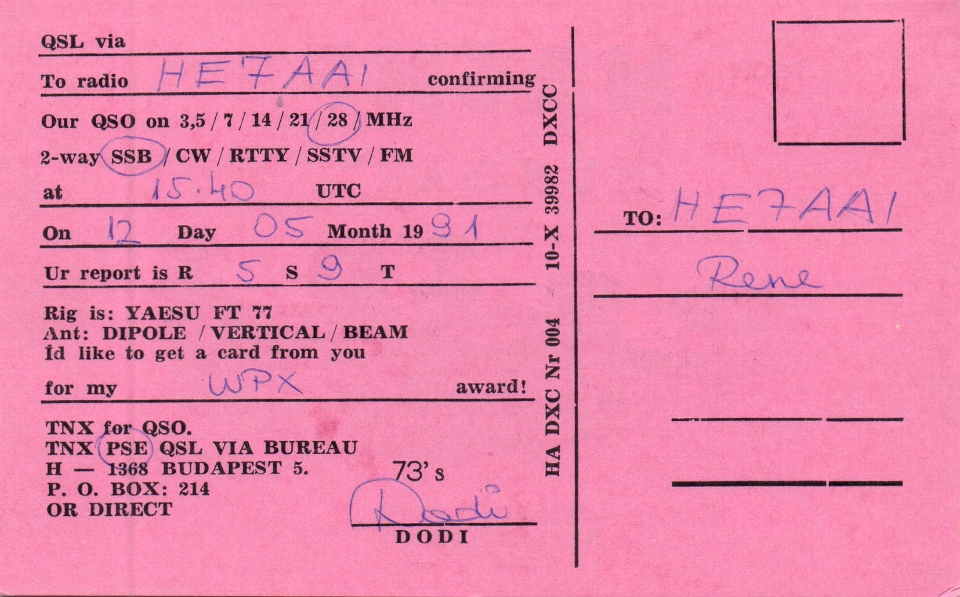 QSL via
To radio HE7AAI confirming
Our QSO on 3,5/7/14/21/28/MHz
2-way SSB/CW/RTTY/SSTV/FM
at 15.40 UTC
On 12 Day 05 Month 1991
Ur report is R 5 S 9 T
Rig is: YAESU FT 77
Ant: DIPOLE /VERTICAL/BEAM
I'd like to get a card from you
for my WPX award!
TNX for QSO.
TNX PSE QSL VIA BUREAU
H — 1368 BUDAPEST 5.
P. O. BOX: 214
OR DIRECT
73's
Dodi
DODI
HA DXC Nr 004 10-X 39982 DXCC
TO: HE7AAI
Rene